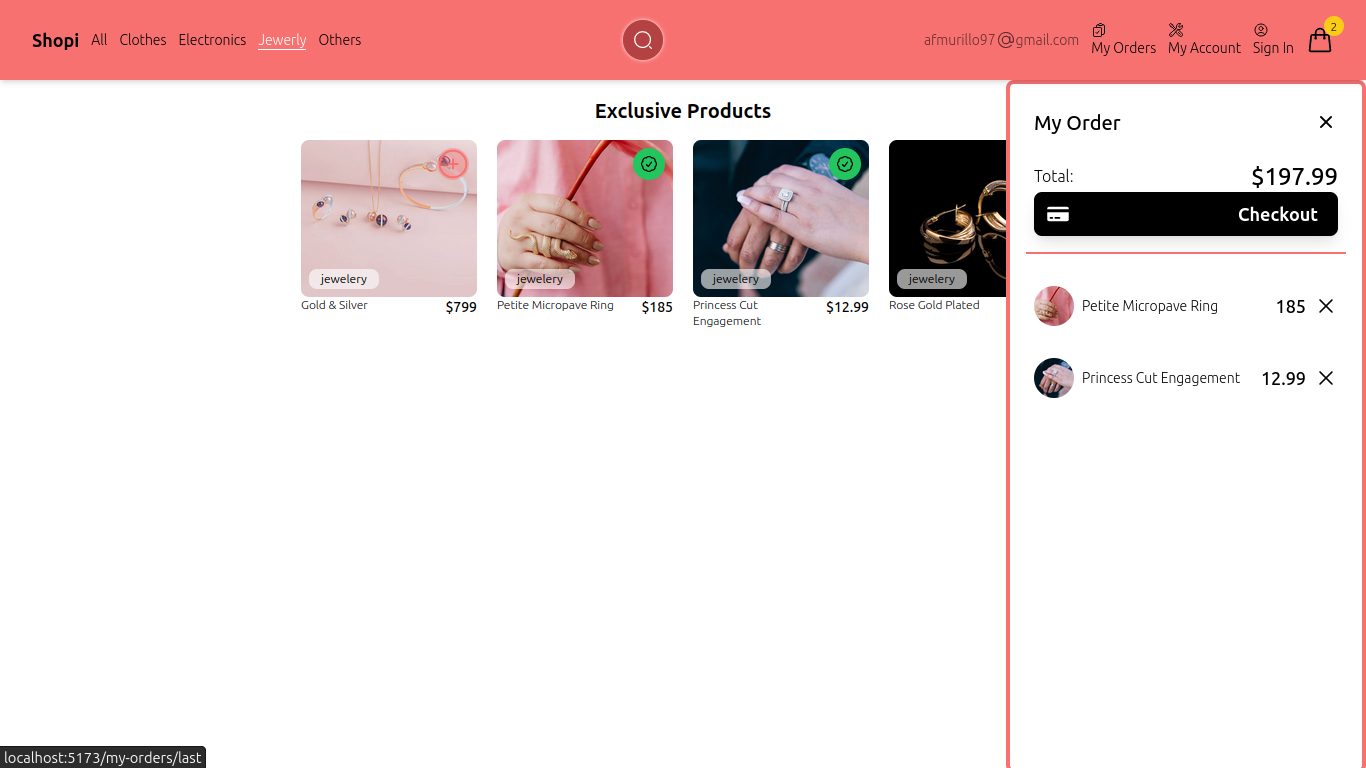 Shopi All Clothes Electronics Jewerly Others
afmurillo97@gmail.com My Orders My Account Sign In 2
Exclusive Products
jewelery
Gold & Silver $799
jewelery
Petite Micropave Ring $185
jewelery
Princess Cut $12.99
Engagement
jewelery
Rose Gold Plated
My Order
Total: $197.99
Checkout
Petite Micropave Ring 185
Princess Cut Engagement 12.99
localhost:5173/my-orders/last